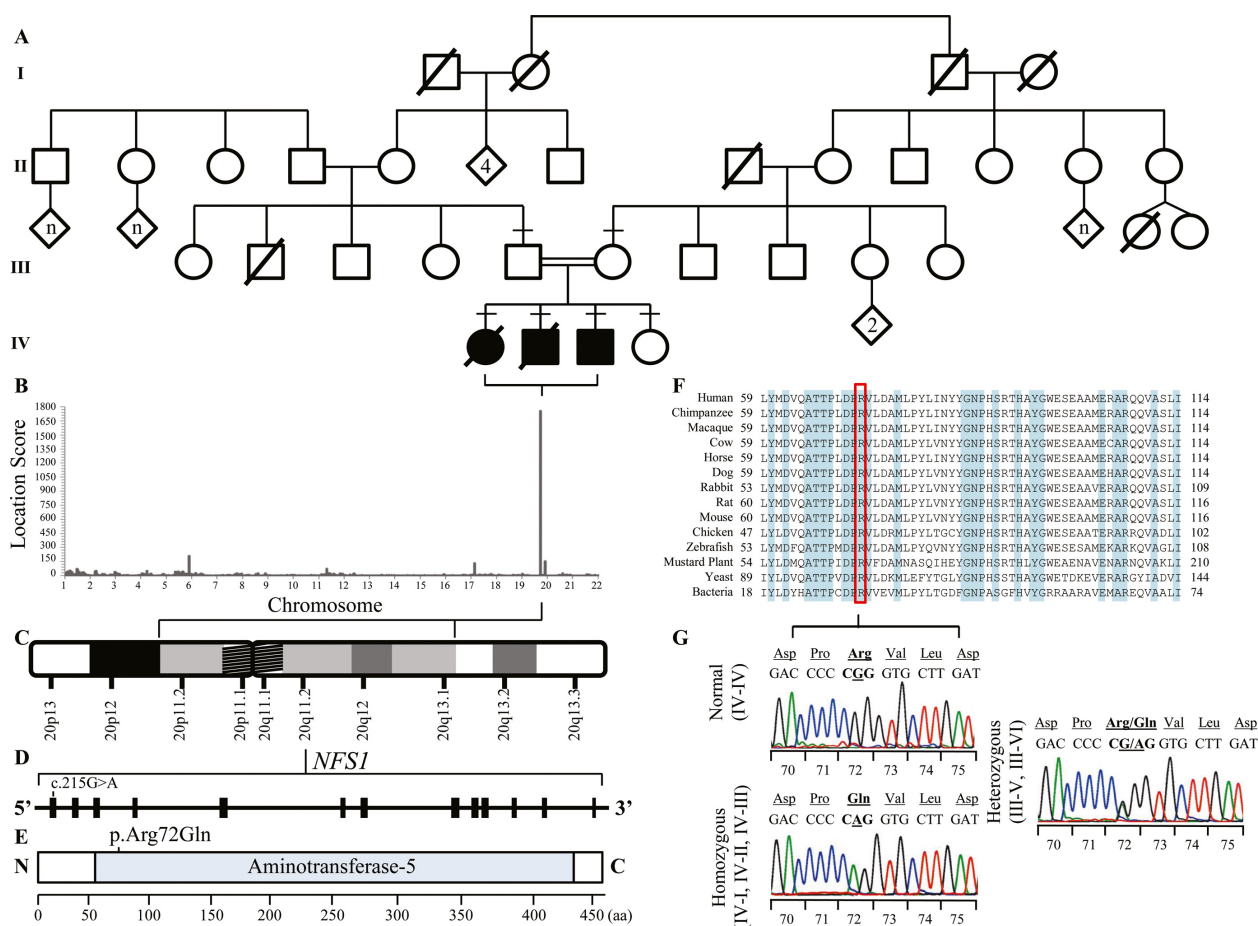 A
I
II
4
n
n
n
III
2
IV
B
Location Score
1800
1650
1500
1350
1200
1050
900
750
600
450
300
150
0
1 2 3 4 5 6 7 8 9 10 11 12 13 14 15 16 17 18 19 20 21 22
Chromosome
C
20p13 20p12 20p11.2 20p11.1 20q11.1 20q11.2 20q12 20q13.1 20q13.2 20q13.3
D
NFS1
c.215G>A
5’ 3’
E
p.Arg72Gln
N Aminotransferase-5 C
0 50 100 150 200 250 300 350 400 450 (aa)
F
Human 59 LYMDVQATTPLDPRVLDAMLPYLINYYGNPHSRTHAYGWESEAAMERARQQVASLI 114
Chimpanzee 59 LYMDVQATTPLDPRVLDAMLPYLINYYGNPHSRTHAYGWESEAAMERARQQVASLI 114
Macaque 59 LYMDVQATTPLDPRVLDAMLPYLVNYYGNPHSRTHAYGWESEAAMERARQQVASLI 114
Cow 59 LYMDVQATTPLDPRVLDAMLPYLINYYGNPHSRTHAYGWESEAAMECARQQVASLI 114
Horse 59 LYMDVQATTPLDPRVLDAMLPYLINYYGNPHSRTHAYGWESEAAMERARQQVASLI 114
Dog 59 LYMDVQATTPLDPRVLDAMLPYLVNYYGNPHSRTHAYGWESEAAMEHARQQVASLI 114
Rabbit 53 LYMDVQATTPLDPRVLDAMLPYLVNYYGNPHSRTHAYGWESEAAVERARQQVASLI 109
Rat 60 LYMDVQATTPLDPRVLDAMLPYLVNYYGNPHSRTHAYGWESEAAMERARQQVASLI 116
Mouse 60 LYMDVQATTPLDPRVLDAMLPYLVNYYGNPHSRTHAYGWESEAAMERARQQVASLI 116
Chicken 47 LYLDVQATTPLDPRVLDRMLPYLTGCYGNPHSRTHAYGWESEAATERARRQVADLI 102
Zebrafish 53 LYMDFQATTPMDPRVLDAMLPYQVNYYGNPHSRTHAYGWESESAMEKARKQVAGLI 108
Mustard Plant 54 LYLDMQATTPIDPRVFDAMNASQIHEYGNPHSRTHLYGWEAENAVENARNQVAKLI 210
Yeast 89 IYLDVQATTPVDPRVLDKMLEFYTGLYGNPHSSTHAYGWETDKEVERARGYIADVI 144
Bacteria 18 IYLDYHATTPCDPRVVEVMLPYLTGDFGNPASGFHVYGRRAARAVEMAREQVAALI 74
G
Normal
(IV-IV)
Asp Pro Arg Val Leu Asp
GAC CCC CGG GTG CTT GAT
70 71 72 73 74 75
Homozygous
(IV-I, IV-II, IV-III)
Asp Pro Gln Val Leu Asp
GAC CCC CAG GTG CTT GAT
70 71 72 73 74 75
Heterozygous
(III-V, III-VI)
Asp Pro Arg/Gln Val Leu Asp
GAC CCC CG/AG GTG CTT GAT
70 71 72 73 74 75